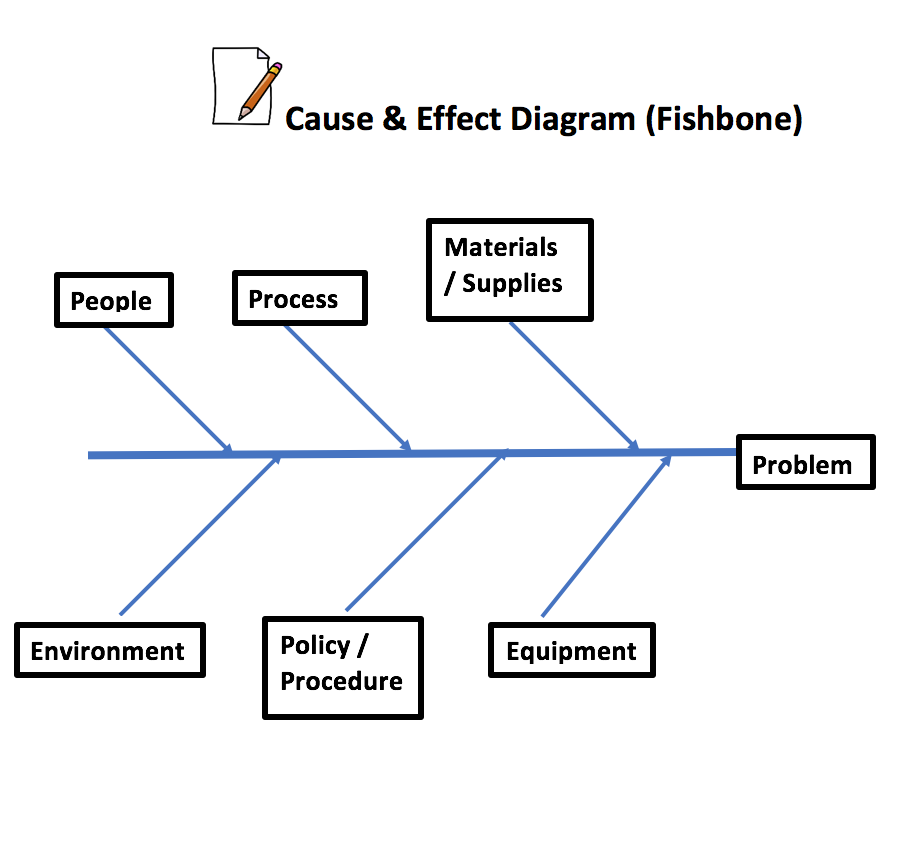 Cause & Effect Diagram (Fishbone)
Materials
/ Supplies
People
Process
Problem
Environment
Policy /
Procedure
Equipment